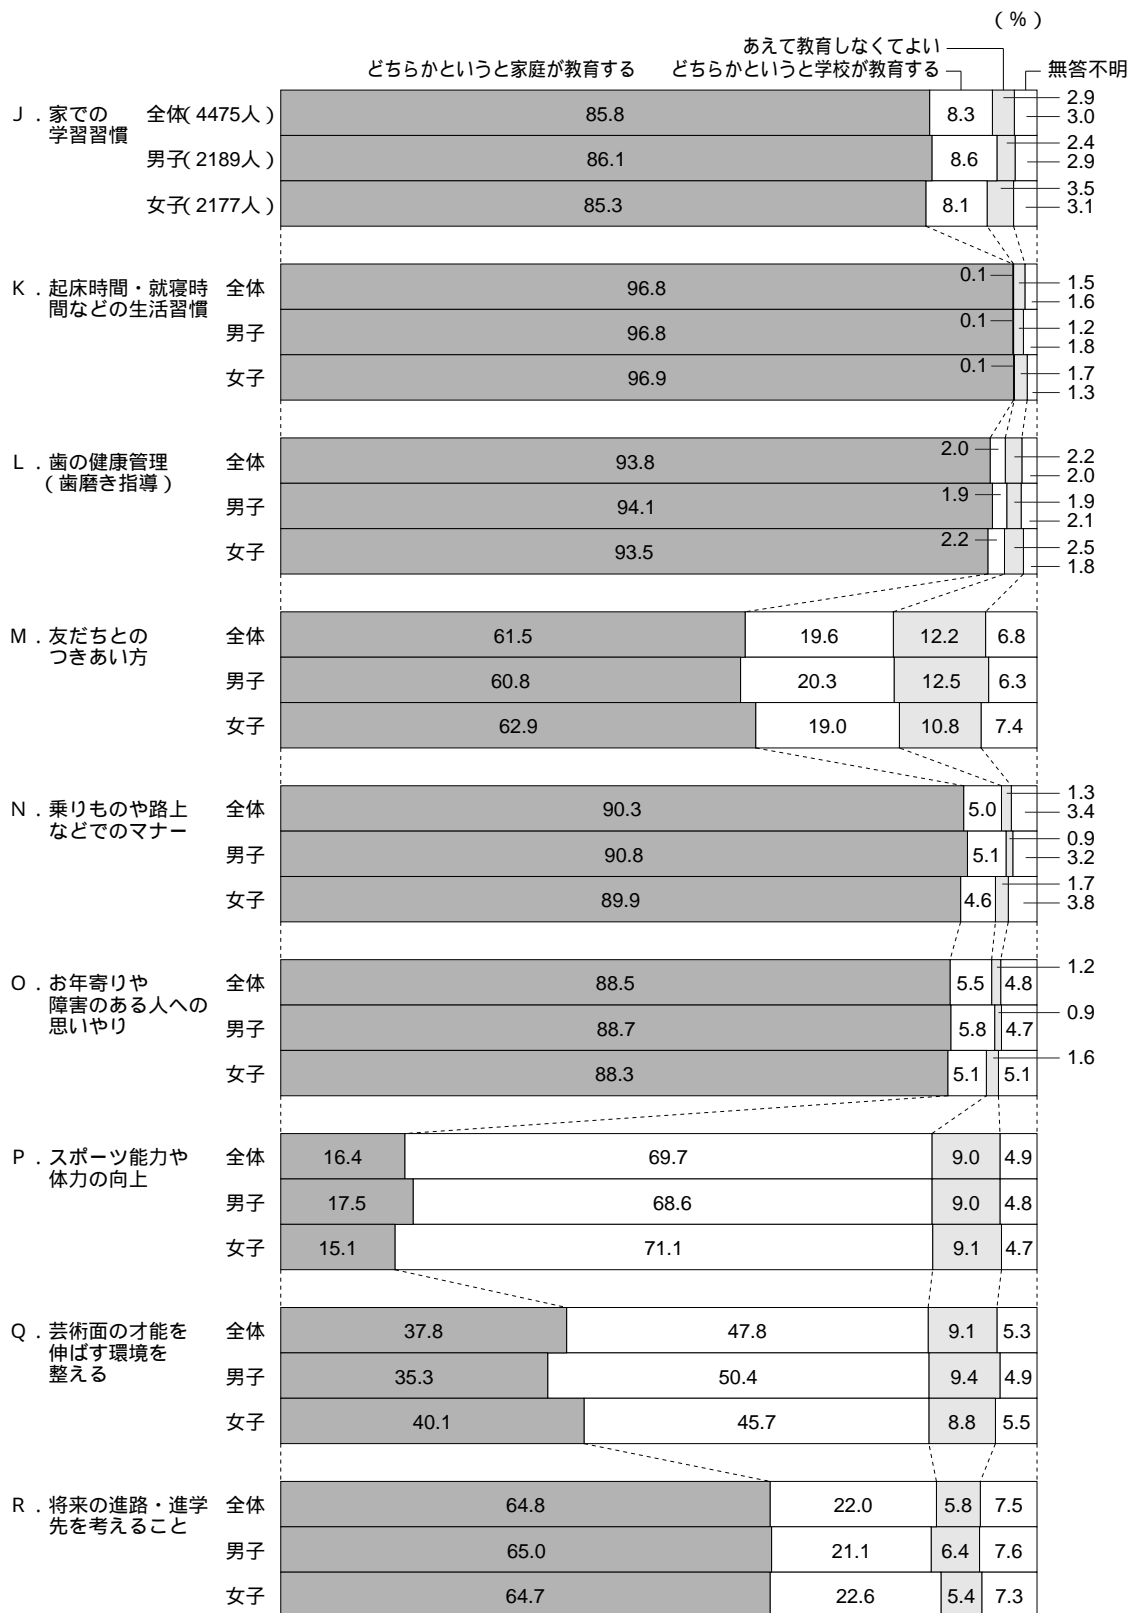 (%)
あえて教育しなくてよい
どちらかというと家庭が教育する どちらかというと学校が教育する 無答不明
J.家での
学習習慣
全体(4475人) 85.8 8.3 2.9 3.0
男子(2189人) 86.1 8.6 2.4 2.9
女子(2177人) 85.3 8.1 3.5 3.1
K.起床時間・就寝時
間などの生活習慣
全体 96.8 0.1 1.5 1.6
男子 96.8 0.1 1.2 1.8
女子 96.9 0.1 1.7 1.3
L.歯の健康管理
(歯磨き指導)
全体 93.8 2.0 2.2 2.0
男子 94.1 1.9 1.9 2.1
女子 93.5 2.2 2.5 1.8
M.友だちとの
つきあい方
全体 61.5 19.6 12.2 6.8
男子 60.8 20.3 12.5 6.3
女子 62.9 19.0 10.8 7.4
N.乗りものや路上
などでのマナー
全体 90.3 5.0 1.3 3.4
男子 90.8 5.1 0.9 3.2
女子 89.9 4.6 1.7 3.8
O.お年寄りや
障害のある人への
思いやり
全体 88.5 5.5 1.2 4.8
男子 88.7 5.8 0.9 4.7
女子 88.3 5.1 1.6 5.1
P.スポーツ能力や
体力の向上
全体 16.4 69.7 9.0 4.9
男子 17.5 68.6 9.0 4.8
女子 15.1 71.1 9.1 4.7
Q.芸術面の才能を
伸ばす環境を
整える
全体 37.8 47.8 9.1 5.3
男子 35.3 50.4 9.4 4.9
女子 40.1 45.7 8.8 5.5
R.将来の進路・進学
先を考えること
全体 64.8 22.0 5.8 7.5
男子 65.0 21.1 6.4 7.6
女子 64.7 22.6 5.4 7.3